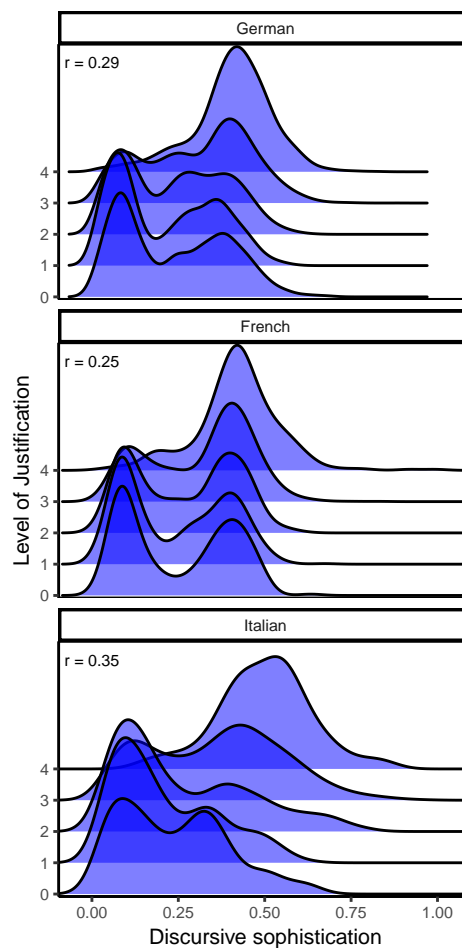 German
r = 0.29
4
3
2
1
0
French
r = 0.25
4
3
2
1
0
Italian
r = 0.35
4
3
2
1
0
Level of Justification
0.00 0.25 0.50 0.75 1.00
Discursive sophistication